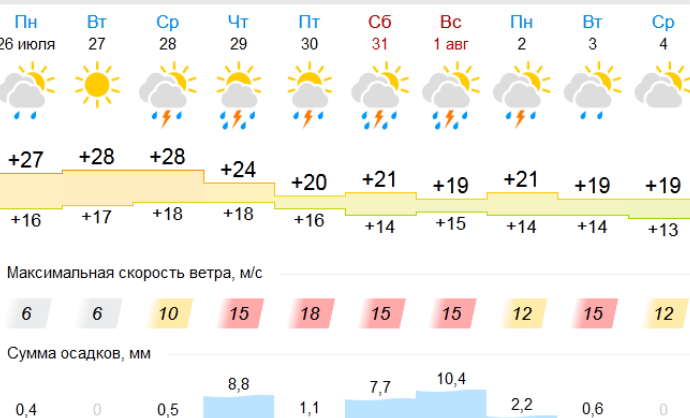 Пн Вт Ср Чт Пт Сб Вс Пн Вт Ср
26 июля 27 28 29 30 31 1 авг 2 3 4
+27 +28 +28 +24 +20 +21 +19 +21 +19 +19
+16 +17 +18 +18 +16 +14 +15 +14 +14 +13
Максимальная скорость ветра, м/с
6 6 10 15 18 15 15 12 15 12
Сумма осадков, мм
0,4 0 0,5 8,8 1,1 7,7 10,4 2,2 0,6 0